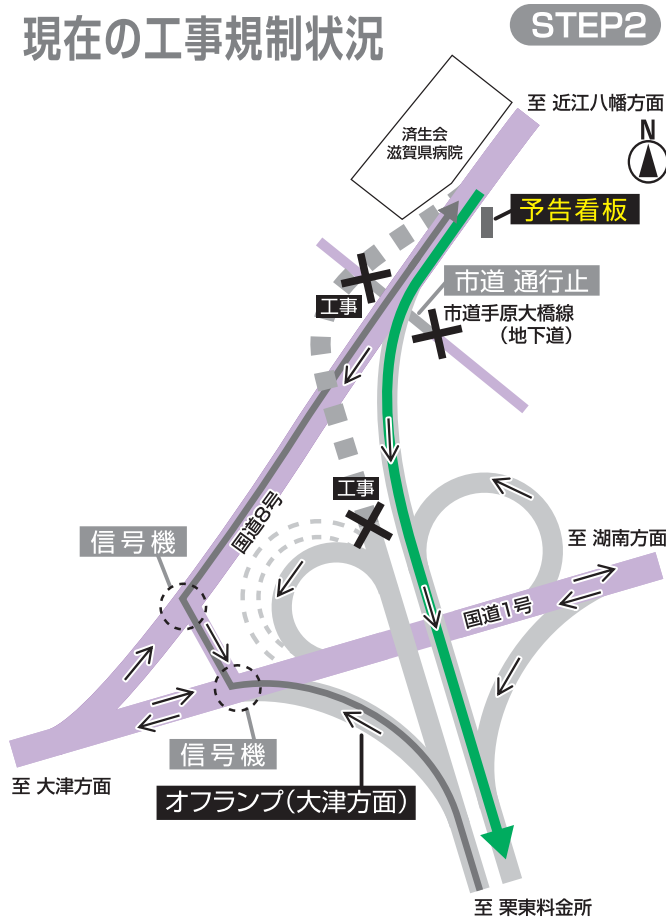 現在の工事規制状況
STEP2
至 近江八幡方面
N
済生会
滋賀県病院
予告看板
市道 通行止
工事
市道手原大橋線
（地下道）
工事
国道8号
信号機
至 湖南方面
国道1号
信号機
至 大津方面
オフランプ（大津方面）
至 栗東料金所